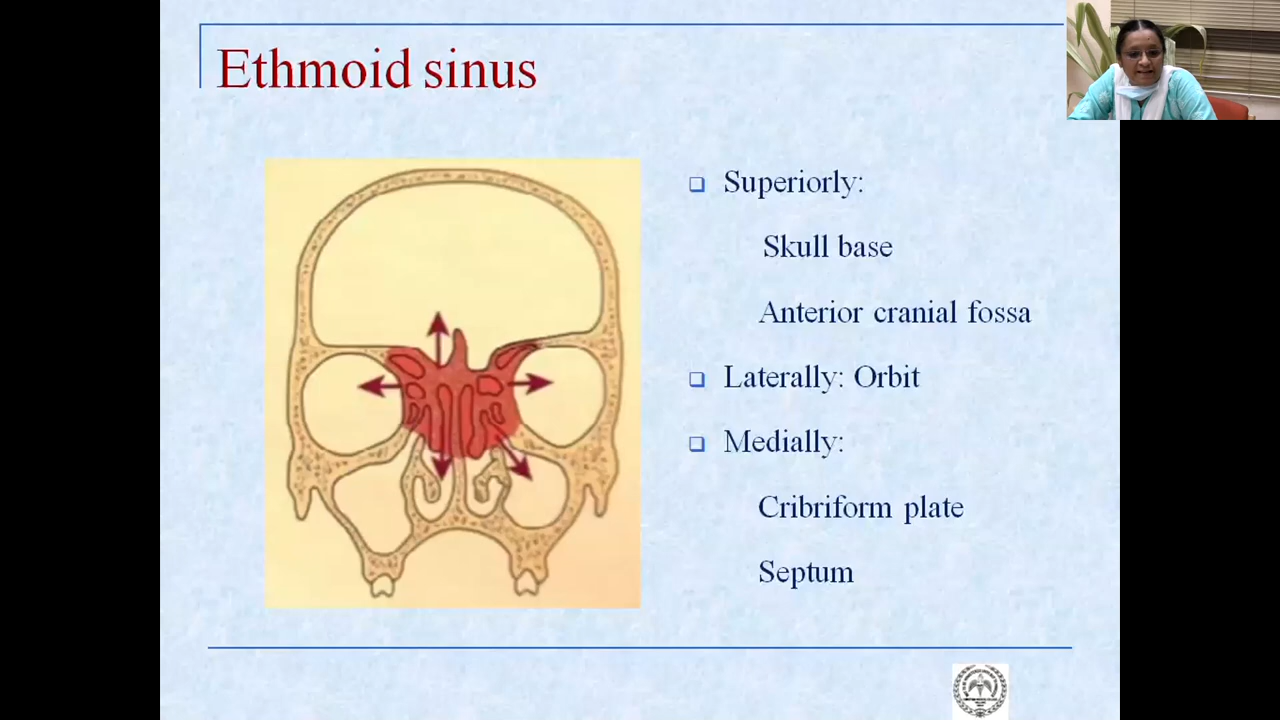 Ethmoid sinus
Superiorly:
Skull base
Anterior cranial fossa
Laterally: Orbit
Medially:
Cribriform plate
Septum